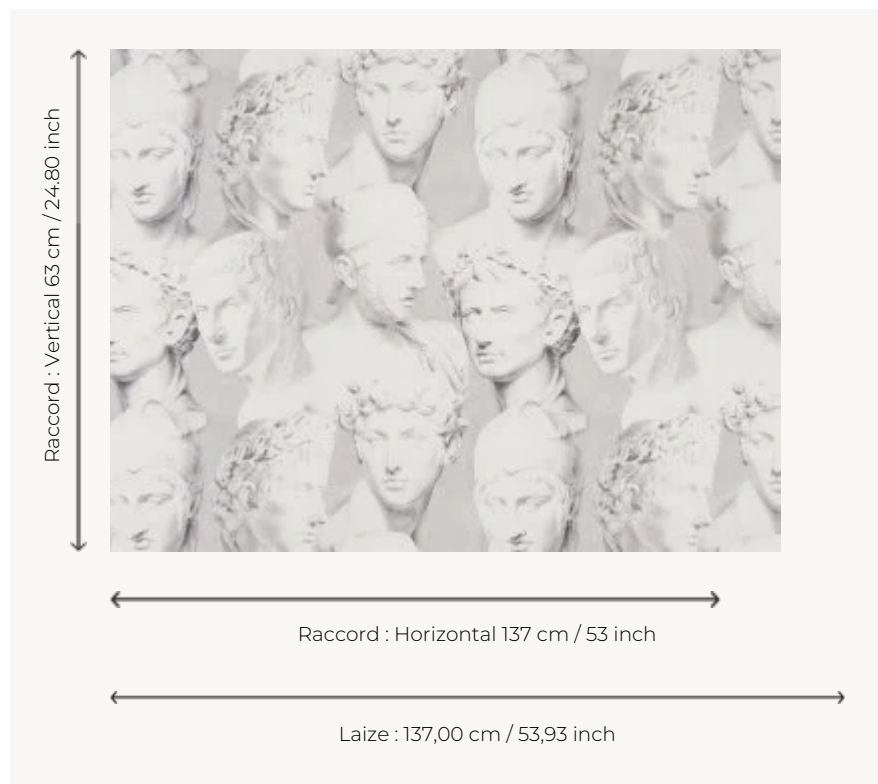 Raccord : Vertical 63 cm / 24.80 inch
Raccord : Horizontal 137 cm / 53 inch
Laize : 137,00 cm / 53,93 inch